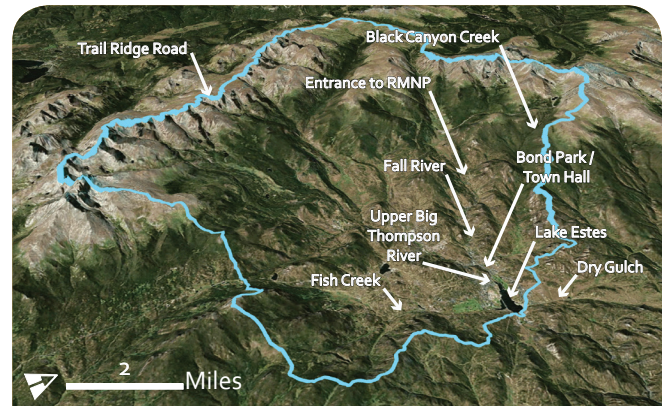 Black Canyon Creek
Trail Ridge Road
Entrance to RMNP
Bond Park /
Town Hall
Fall River
Upper Big
Thompson
River
Lake Estes
Dry Gulch
Fish Creek
2
Miles